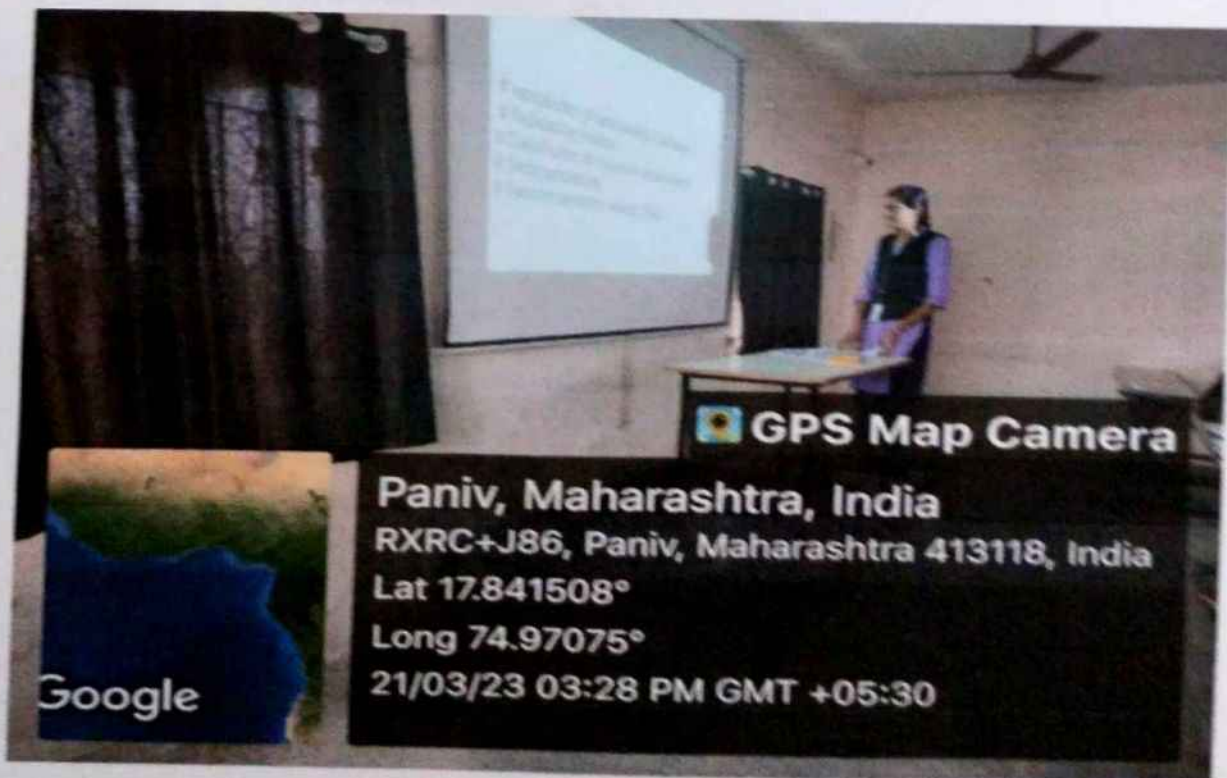 GPS Map Camera
Paniv, Maharashtra, India
RXRC+J86, Paniv, Maharashtra 413118, India
Lat 17.841508°
Long 74.97075°
21/03/23 03:28 PM GMT +05:30
Google